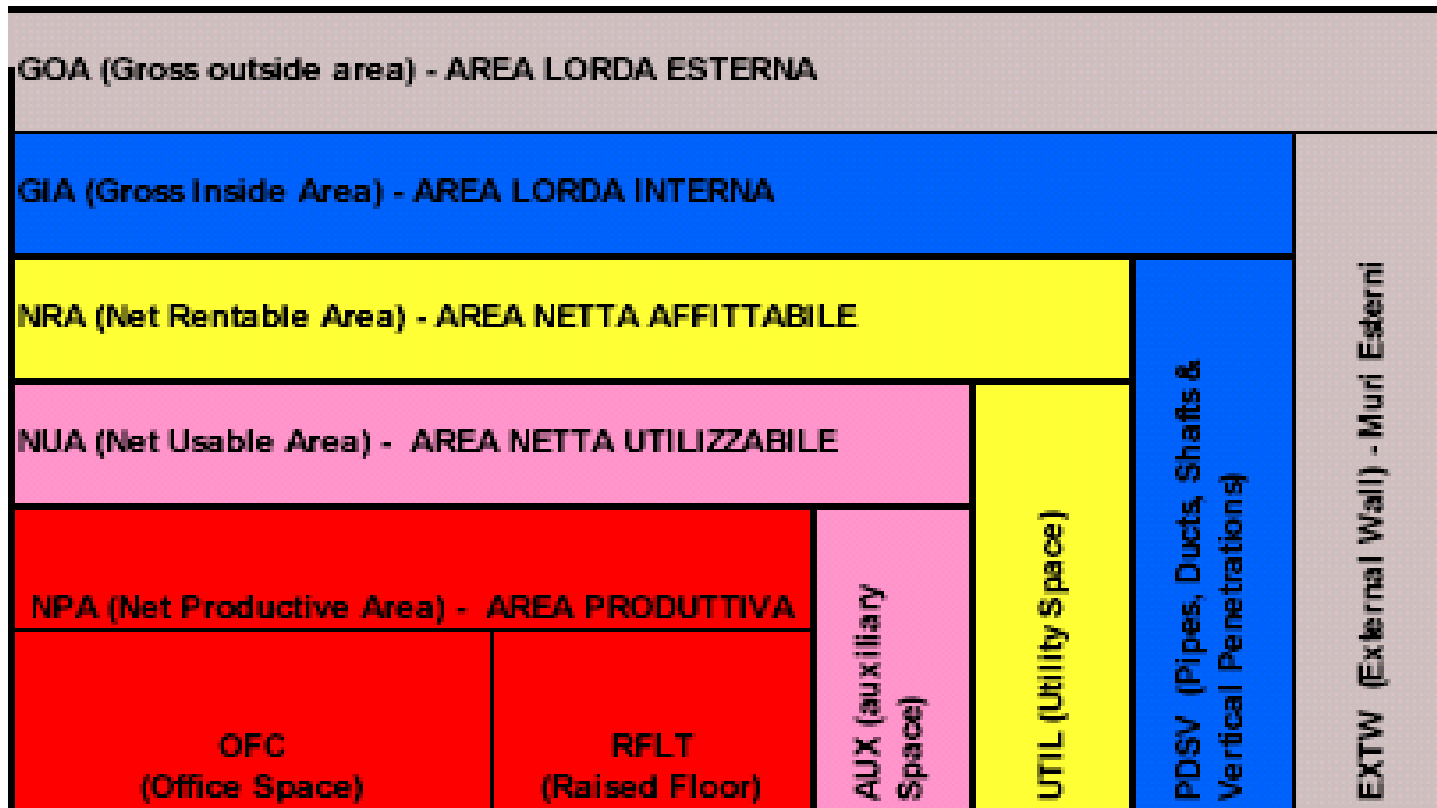 GOA (Gross outside area) - AREA LORDA ESTERNA
GIA (Gross Inside Area) - AREA LORDA INTERNA
NRA (Net Rentable Area) - AREA NETTA AFFITTABILE
NUA (Net Usable Area) - AREA NETTA UTILIZZABILE
NPA (Net Productive Area) - AREA PRODUTTIVA
OFC
(Office Space)
RFLT
(Raised Floor)
AUX (auxiliary
Space)
UTIL (Utility Space)
PDSV (Pipes, Ducts, Shafts &
Vertical Penetrations)
EXTW (External Wall) - Muri Esterni